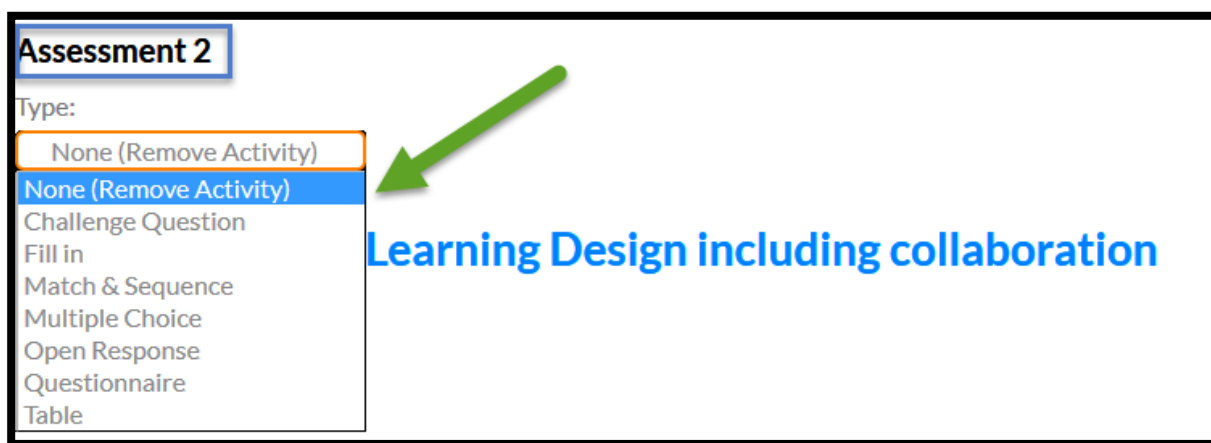 Assessment 2
Type:
None (Remove Activity)
None (Remove Activity)
Challenge Question
Fill in
Learning Design including collaboration
Match & Sequence
Multiple Choice
Open Response
Questionnaire
Table